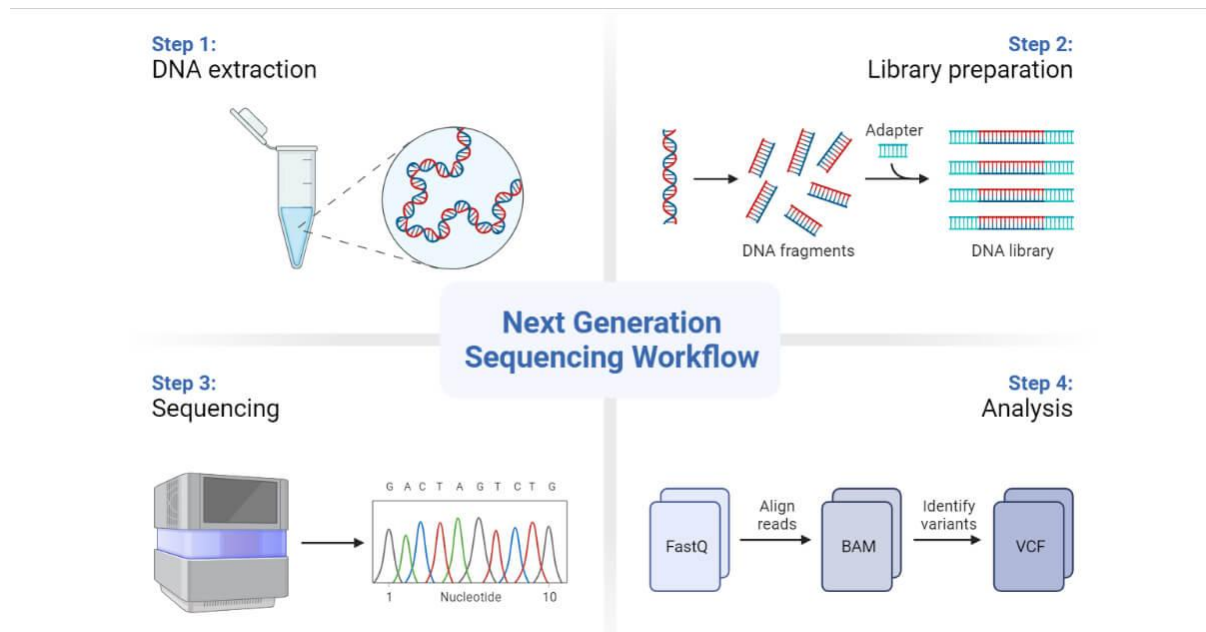 Step 1:
DNA extraction
Step 2:
Library preparation
Adapter
DNA fragments
DNA library
Next Generation
Sequencing Workflow
Step 3:
Sequencing
G A C T A G T C T G
1 Nucleotide 10
Step 4:
Analysis
FastQ
Align
reads
BAM
Identify
variants
VCF